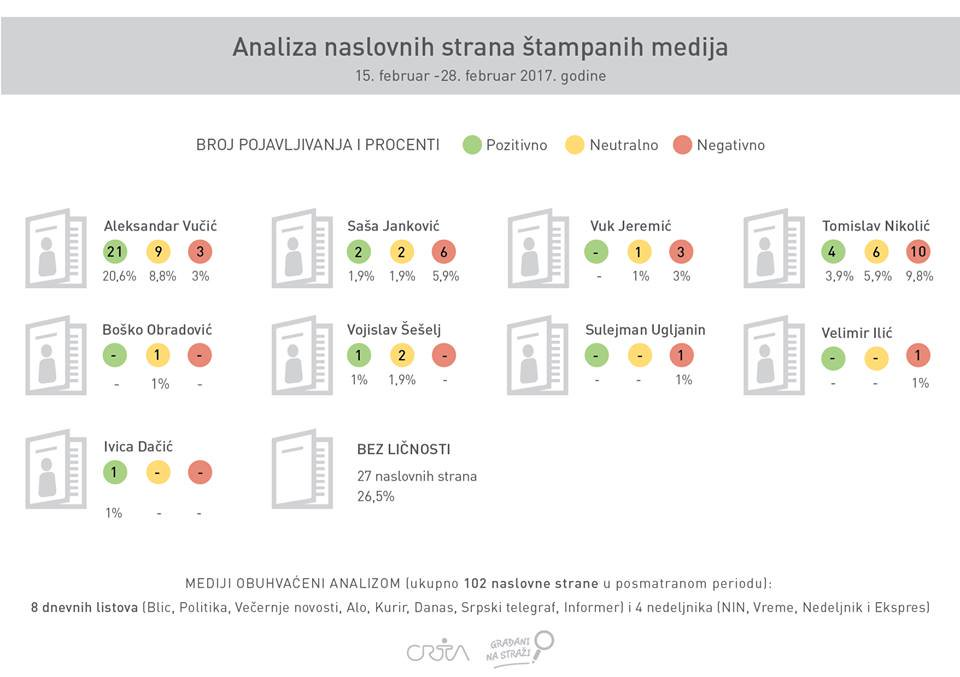 Analiza naslovnih strana štampanih medija
15. februar -28. februar 2017. godine
BROJ POJAVLJIVANJA I PROCENTI Pozitivno Neutralno Negativno
Aleksandar Vučić
21 9 3
20,6% 8,8% 3%
Saša Janković
2 2 6
1,9% 1,9% 5,9%
Vuk Jeremić
- 1 3
- 1% 3%
Tomislav Nikolić
4 6 10
3,9% 5,9% 9,8%
Boško Obradović
- 1 -
- 1% -
Vojislav Šešelj
1 2 -
1% 1,9% -
Sulejman Ugljanin
- - 1
- - 1%
Velimir Ilić
- - 1
- - 1%
Ivica Dačić
1 - -
1% - -
BEZ LIČNOSTI
27 naslovnih strana
26,5%
MEDIJI OBUHVAĆENI ANALIZOM (ukupno 102 naslovne strane u posmatranom periodu):
8 dnevnih listova (Blic, Politika, Večernje novosti, Alo, Kurir, Danas, Srpski telegraf, Informer) i 4 nedeljnika (NIN, Vreme, Nedeljnik i Ekspres)
CRTA
GRAĐANI
NA STRAŽI